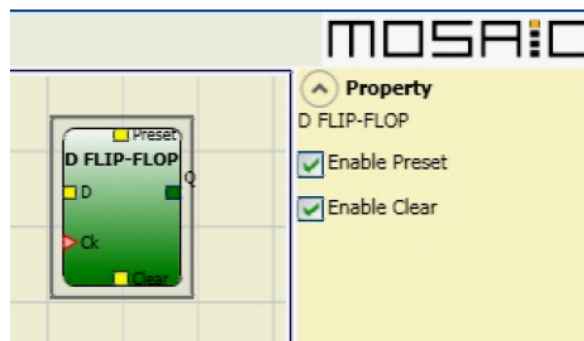 MOSAIC
Property
D FLIP-FLOP
Enable Preset
Enable Clear
Preset
D FLIP-FLOP
Q
D
Ck
Clear